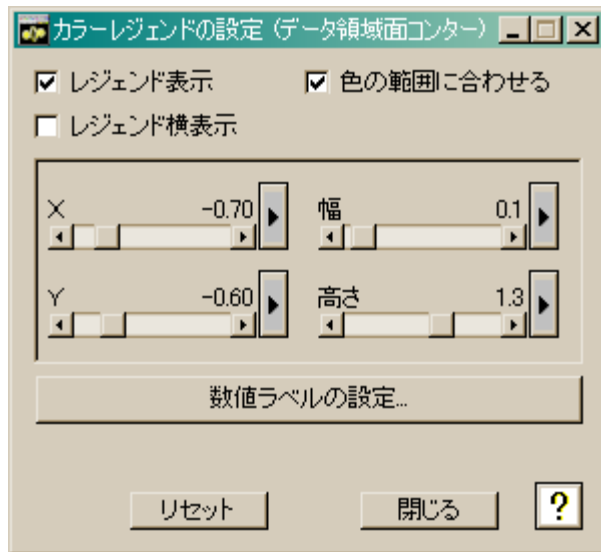 カラーレジェンドの設定（データ領域面コンター）
レジェンド表示 色の範囲に合わせる
レジェンド横表示
X -0.70 幅 0.1
Y -0.60 高さ 1.3
数値ラベルの設定...
リセット 閉じる ?